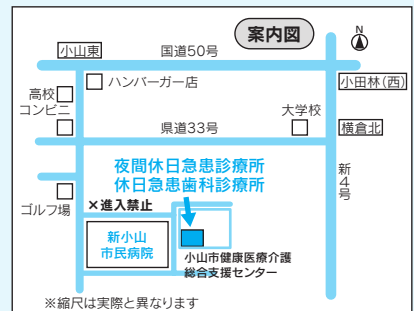 案内図
N
小山東
国道50号
ハンバーガー店
小田林(西)
高校
コンビニ
大学校
県道33号
横倉北
夜間休日急患診療所
休日急患歯科診療所
新4号
ゴルフ場
×進入禁止
新小山
市民病院
小山市健康医療介護
総合支援センター
※縮尺は実際と異なります